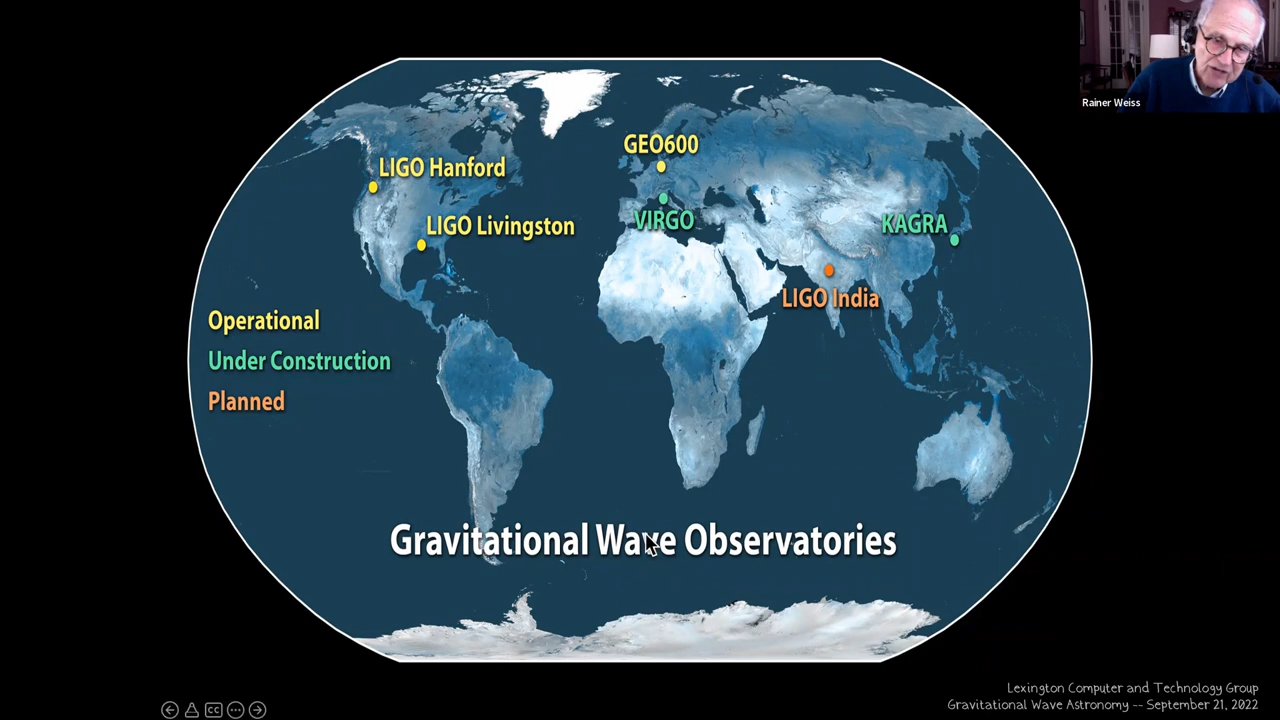 Rainer Weiss
GEO600
LIGO Hanford
LIGO Livingston
VIRGO
KAGRA
LIGO India
Operational
Under Construction
Planned
Gravitational Wave Observatories
Lexington Computer and Technology Group
Gravitational Wave Astronomy -- September 21, 2022
CC